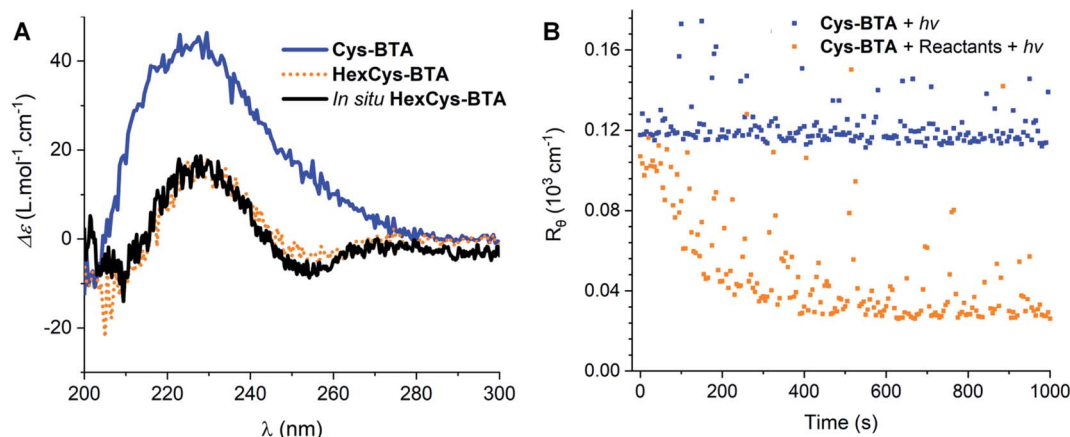 A
Cys-BTA
HexCys-BTA
In situ HexCys-BTA
Δε (L.mol⁻¹.cm⁻¹)
40
20
0
-20
200 220 240 260 280 300
λ (nm)
B
Cys-BTA + hv
Cys-BTA + Reactants + hv
Rθ (10³ cm⁻¹)
0.16
0.12
0.08
0.04
0.00
0 200 400 600 800 1000
Time (s)